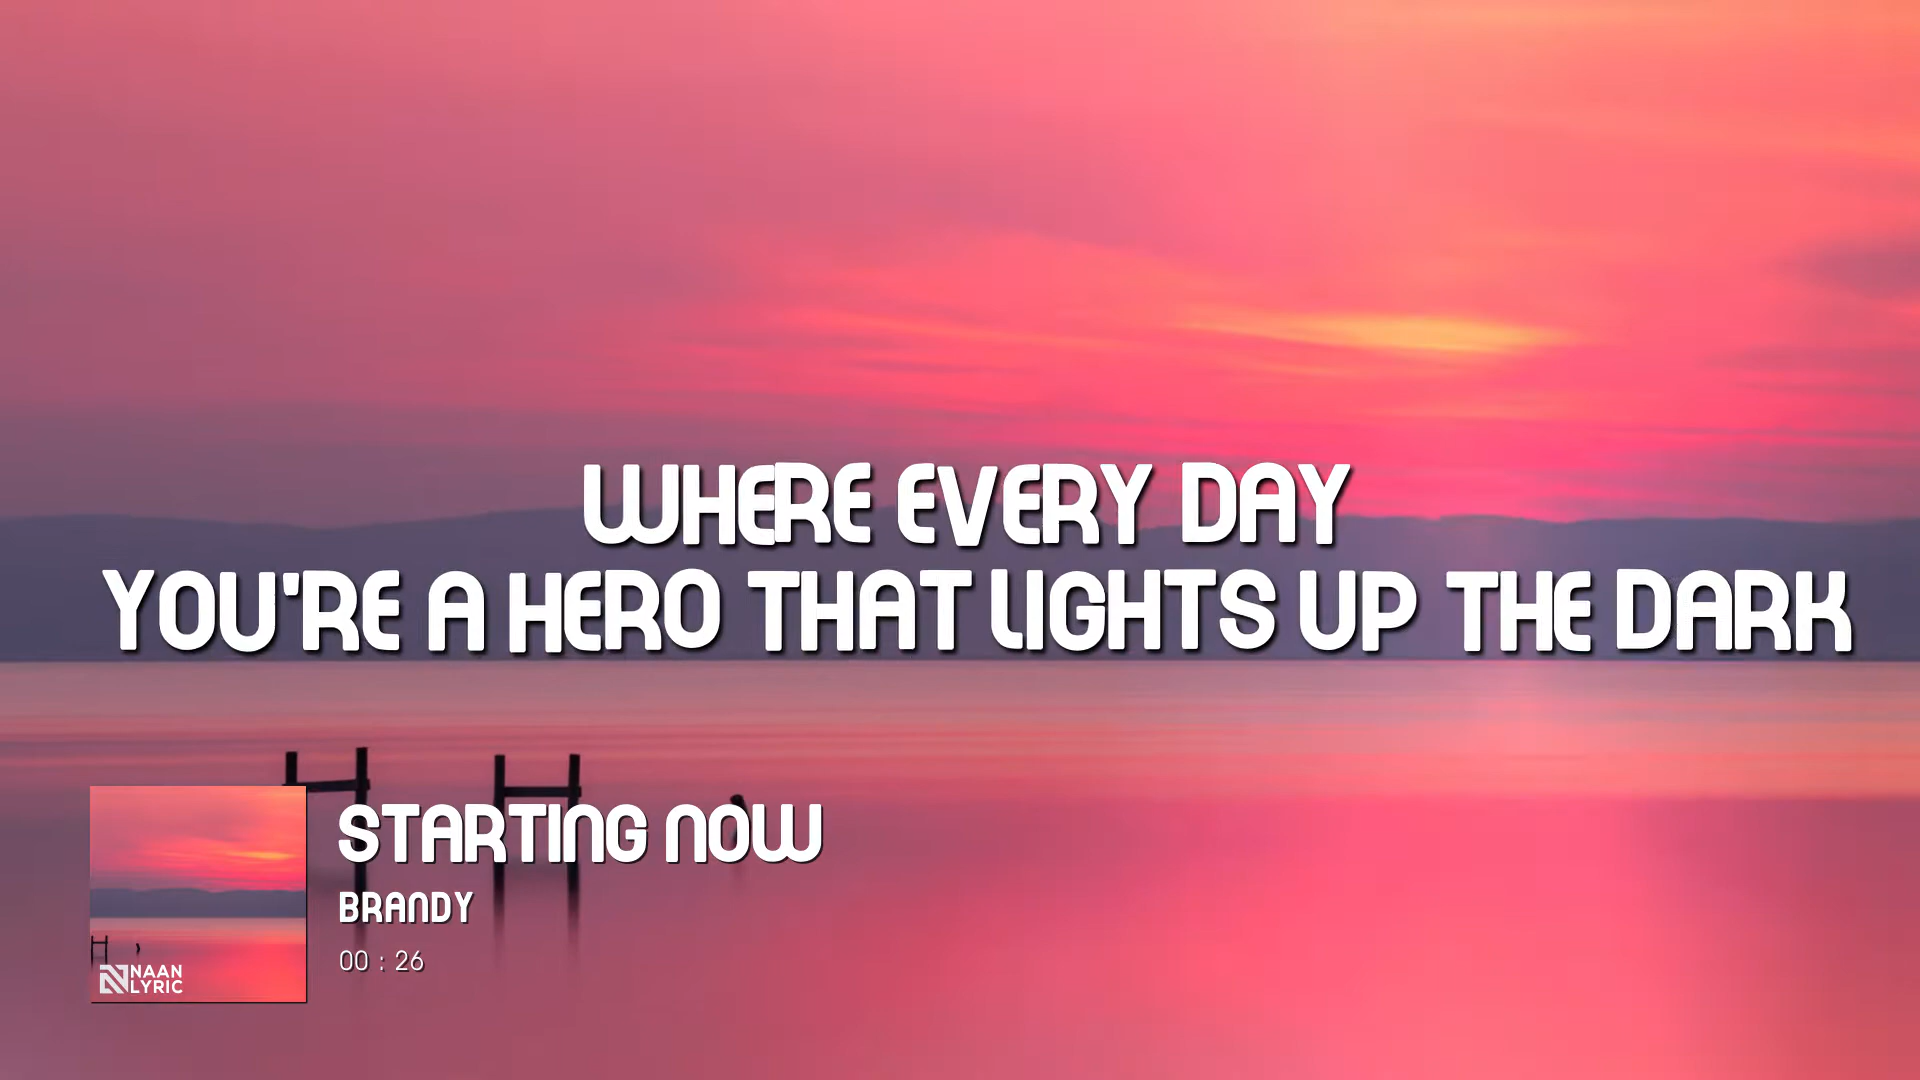 WHERE EVERY DAY
YOU'RE A HERO THAT LIGHTS UP THE DARK
STARTING NOW
BRANDY
00 : 26
NAAN
LYRIC